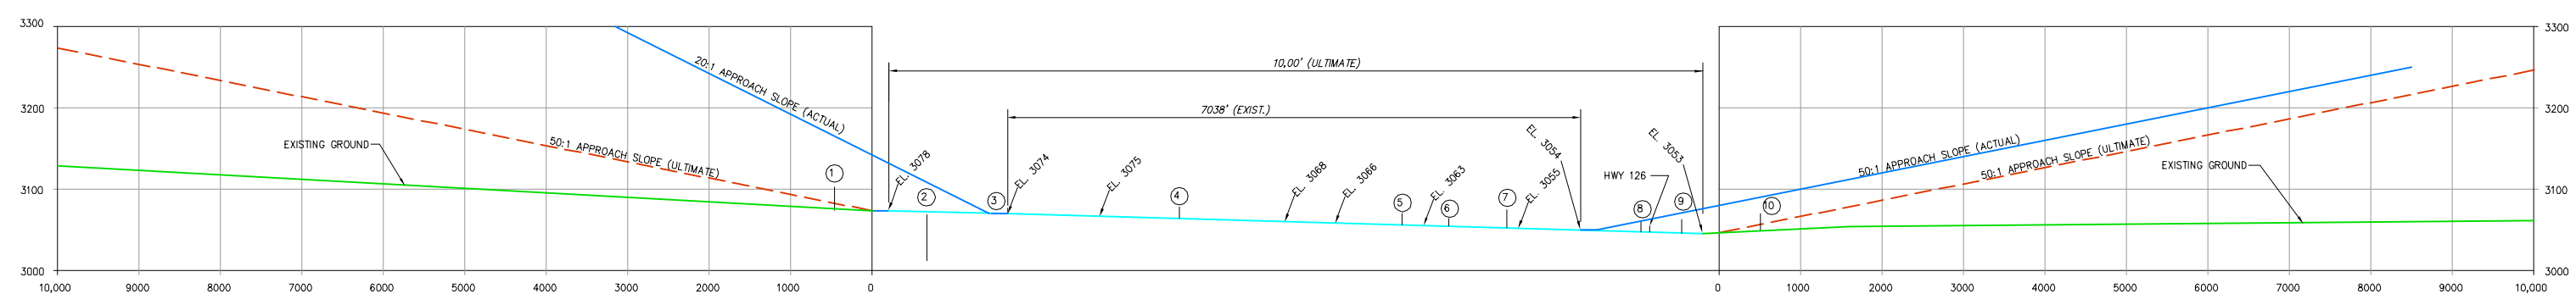 3300
3200
3100
3000
10,000 9000 8000 7000 6000 5000 4000 3000 2000 1000 0
EXISTING GROUND
50:1 APPROACH SLOPE (ULTIMATE)
20:1 APPROACH SLOPE (ACTUAL)
1
2
3
4
5
6
7
8
9
10
EL. 3078
EL. 3074
EL. 3075
EL. 3068
EL. 3066
EL. 3063
EL. 3055
EL. 3054
EL. 3053
10,00' (ULTIMATE)
7038' (EXIST.)
HWY 126
50:1 APPROACH SLOPE (ACTUAL)
50:1 APPROACH SLOPE (ULTIMATE)
EXISTING GROUND
3300
3200
3100
3000
0 1000 2000 3000 4000 5000 6000 7000 8000 9000 10,000